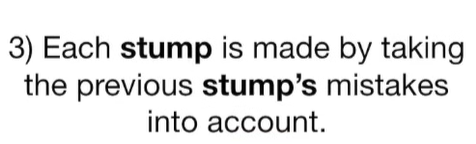 3) Each stump is made by taking
the previous stump’s mistakes
into account.